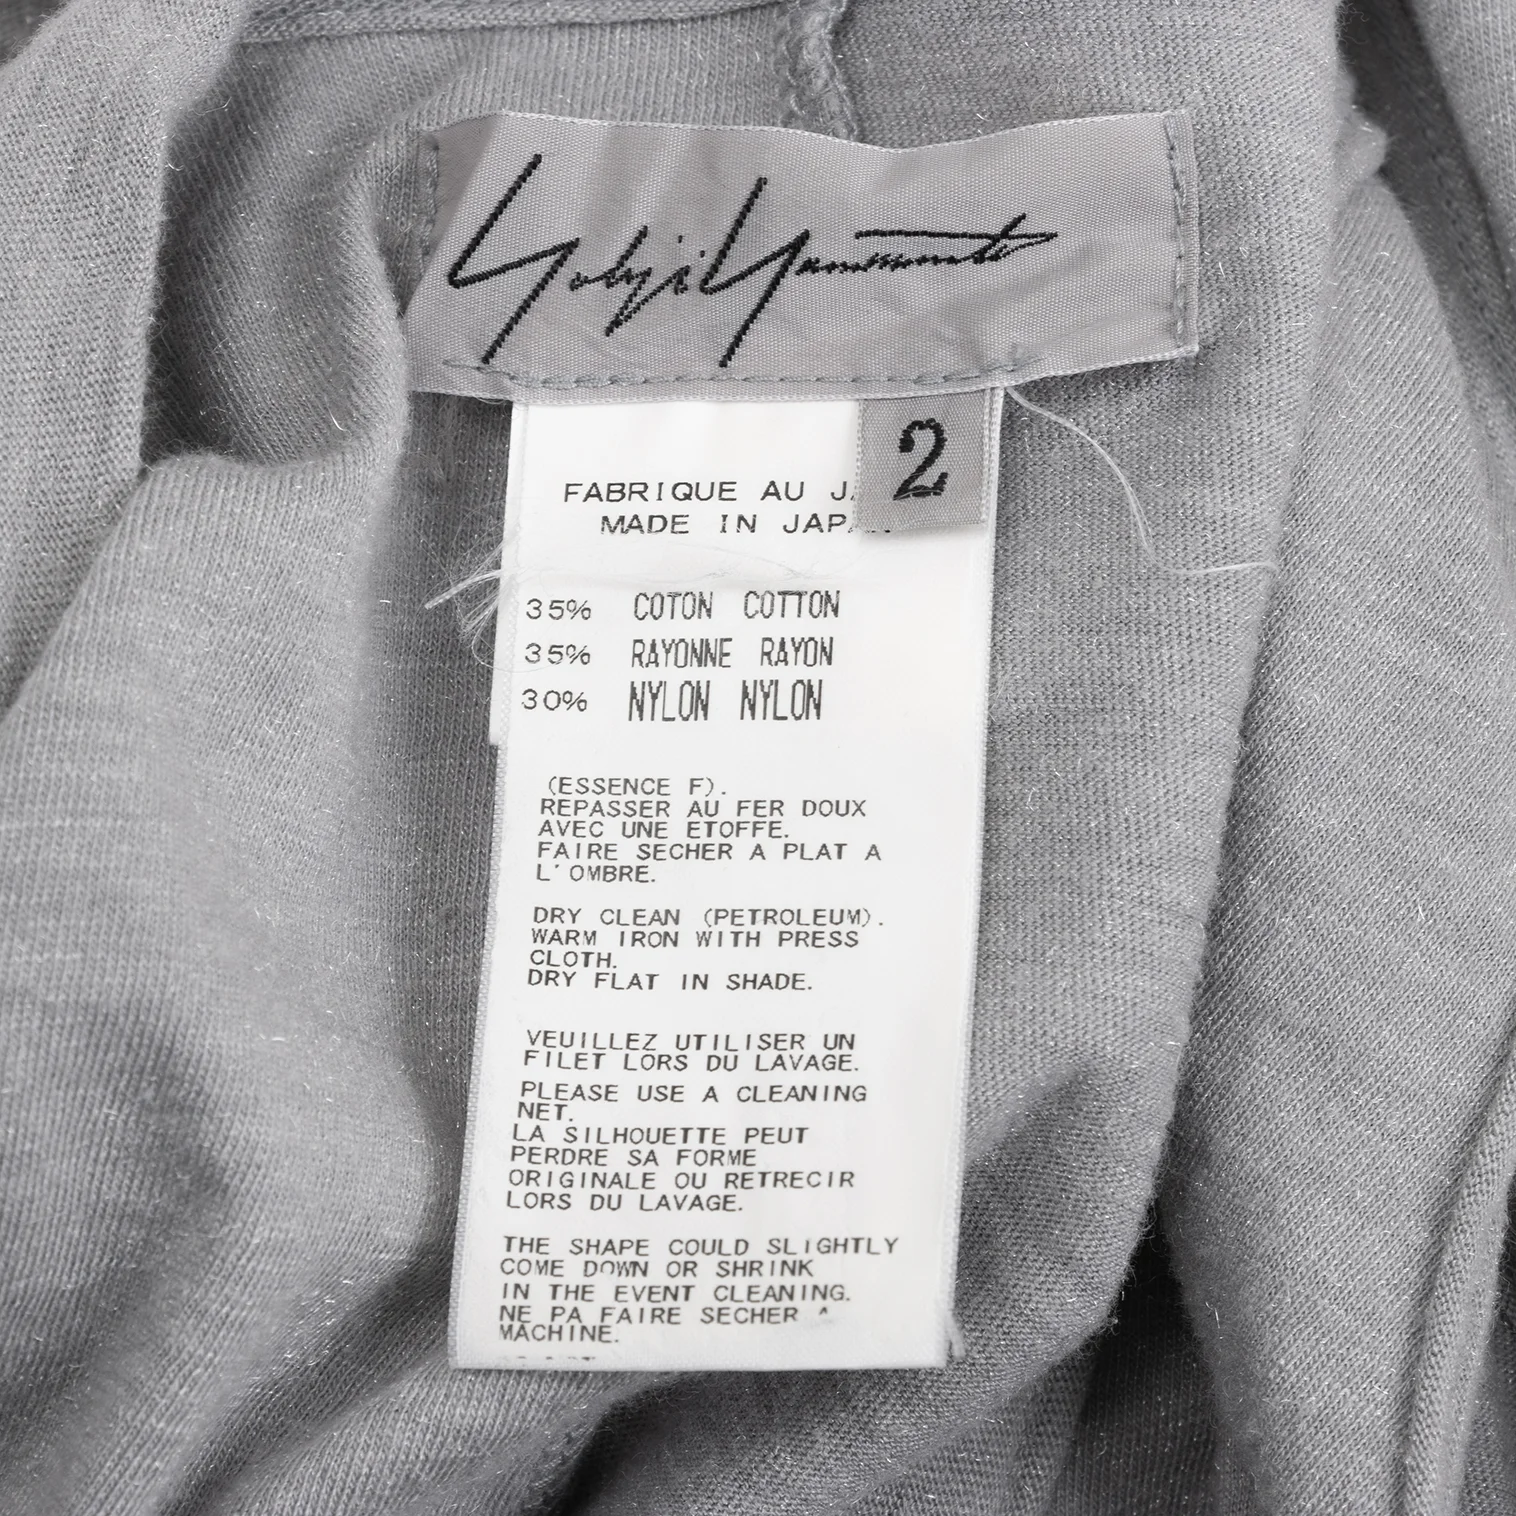 Yohji Yamamoto
2
FABRIQUE AU
MADE IN JAPAN
35% COTON COTTON
35% RAYONNE RAYON
30% NYLON NYLON
(ESSENCE F).
REPASSER AU FER DOUX
AVEC UNE ETOFFE.
FAIRE SECHER A PLAT A
L'OMBRE.
DRY CLEAN (PETROLEUM).
WARM IRON WITH PRESS
CLOTH.
DRY FLAT IN SHADE.
VEUILLEZ UTILISER UN
FILET LORS DU LAVAGE.
PLEASE USE A CLEANING
NET.
LA SILHOUETTE PEUT
PERDRE SA FORME
ORIGINALE OU RETRECIR
LORS DU LAVAGE.
THE SHAPE COULD SLIGHTLY
COME DOWN OR SHRINK
IN THE EVENT CLEANING.
NE PA FAIRE SECHER A
MACHINE.